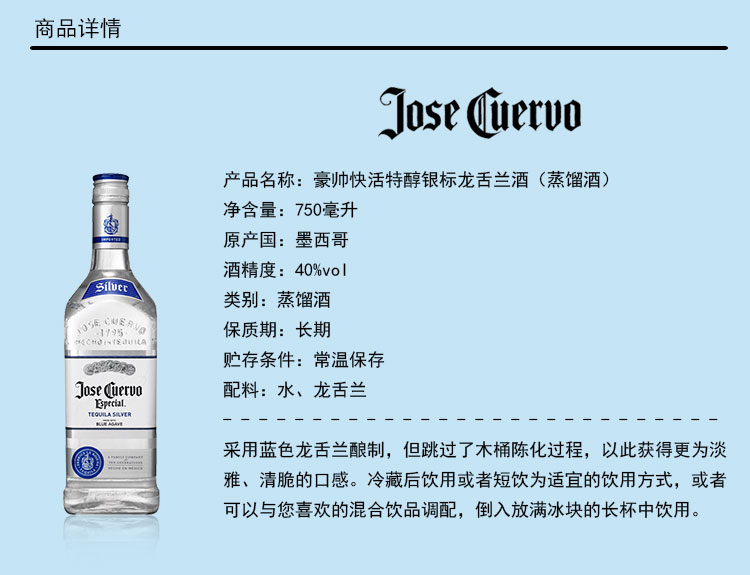 商品详情
Jose Cuervo
产品名称：豪帅快活特醇银标龙舌兰酒（蒸馏酒）
净含量：750毫升
原产国：墨西哥
酒精度：40%vol
类别：蒸馏酒
保质期：长期
贮存条件：常温保存
配料：水、龙舌兰
采用蓝色龙舌兰酿制，但跳过了木桶陈化过程，以此获得更为淡
雅、清脆的口感。冷藏后饮用或者短饮为适宜的饮用方式，或者
可以与您喜欢的混合饮品调配，倒入放满冰块的长杯中饮用。
IMPORTED
Silver
JOSE CUERVO
1795
HECHO EN TEQUILA
Jose Cuervo
Especial.
TEQUILA SILVER
MADE WITH
BLUE AGAVE
A FAMILY COMPANY